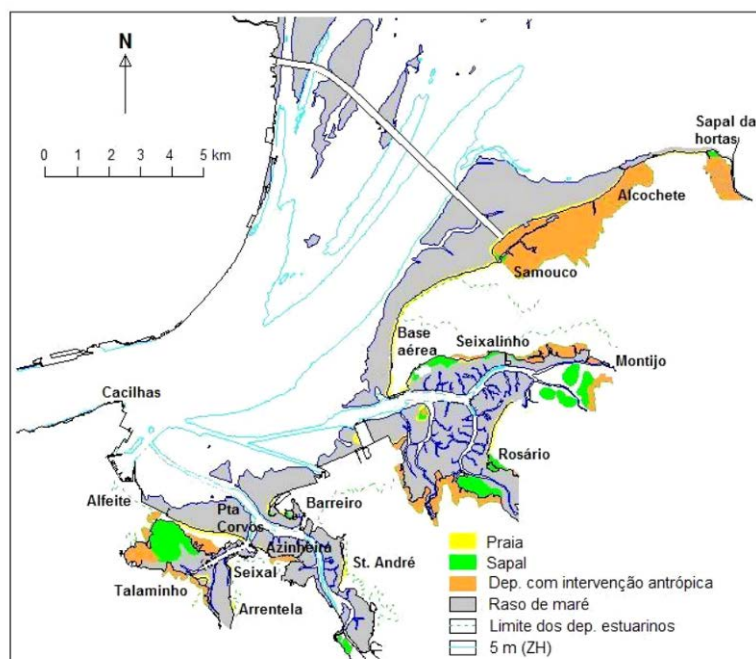 N
0 1 2 3 4 5 km
Sapal da
hortas
Alcochete
Samouco
Base
aérea
Seixalinho
Montijo
Cacilhas
Rosário
Alfeite
Pta
Corvos
Barreiro
Azinheira
St. André
Seixal
Talaminho
Arrentela
Praia
Sapal
Dep. com intervenção antrópica
Raso de maré
Limite dos dep. estuarinos
5 m (ZH)